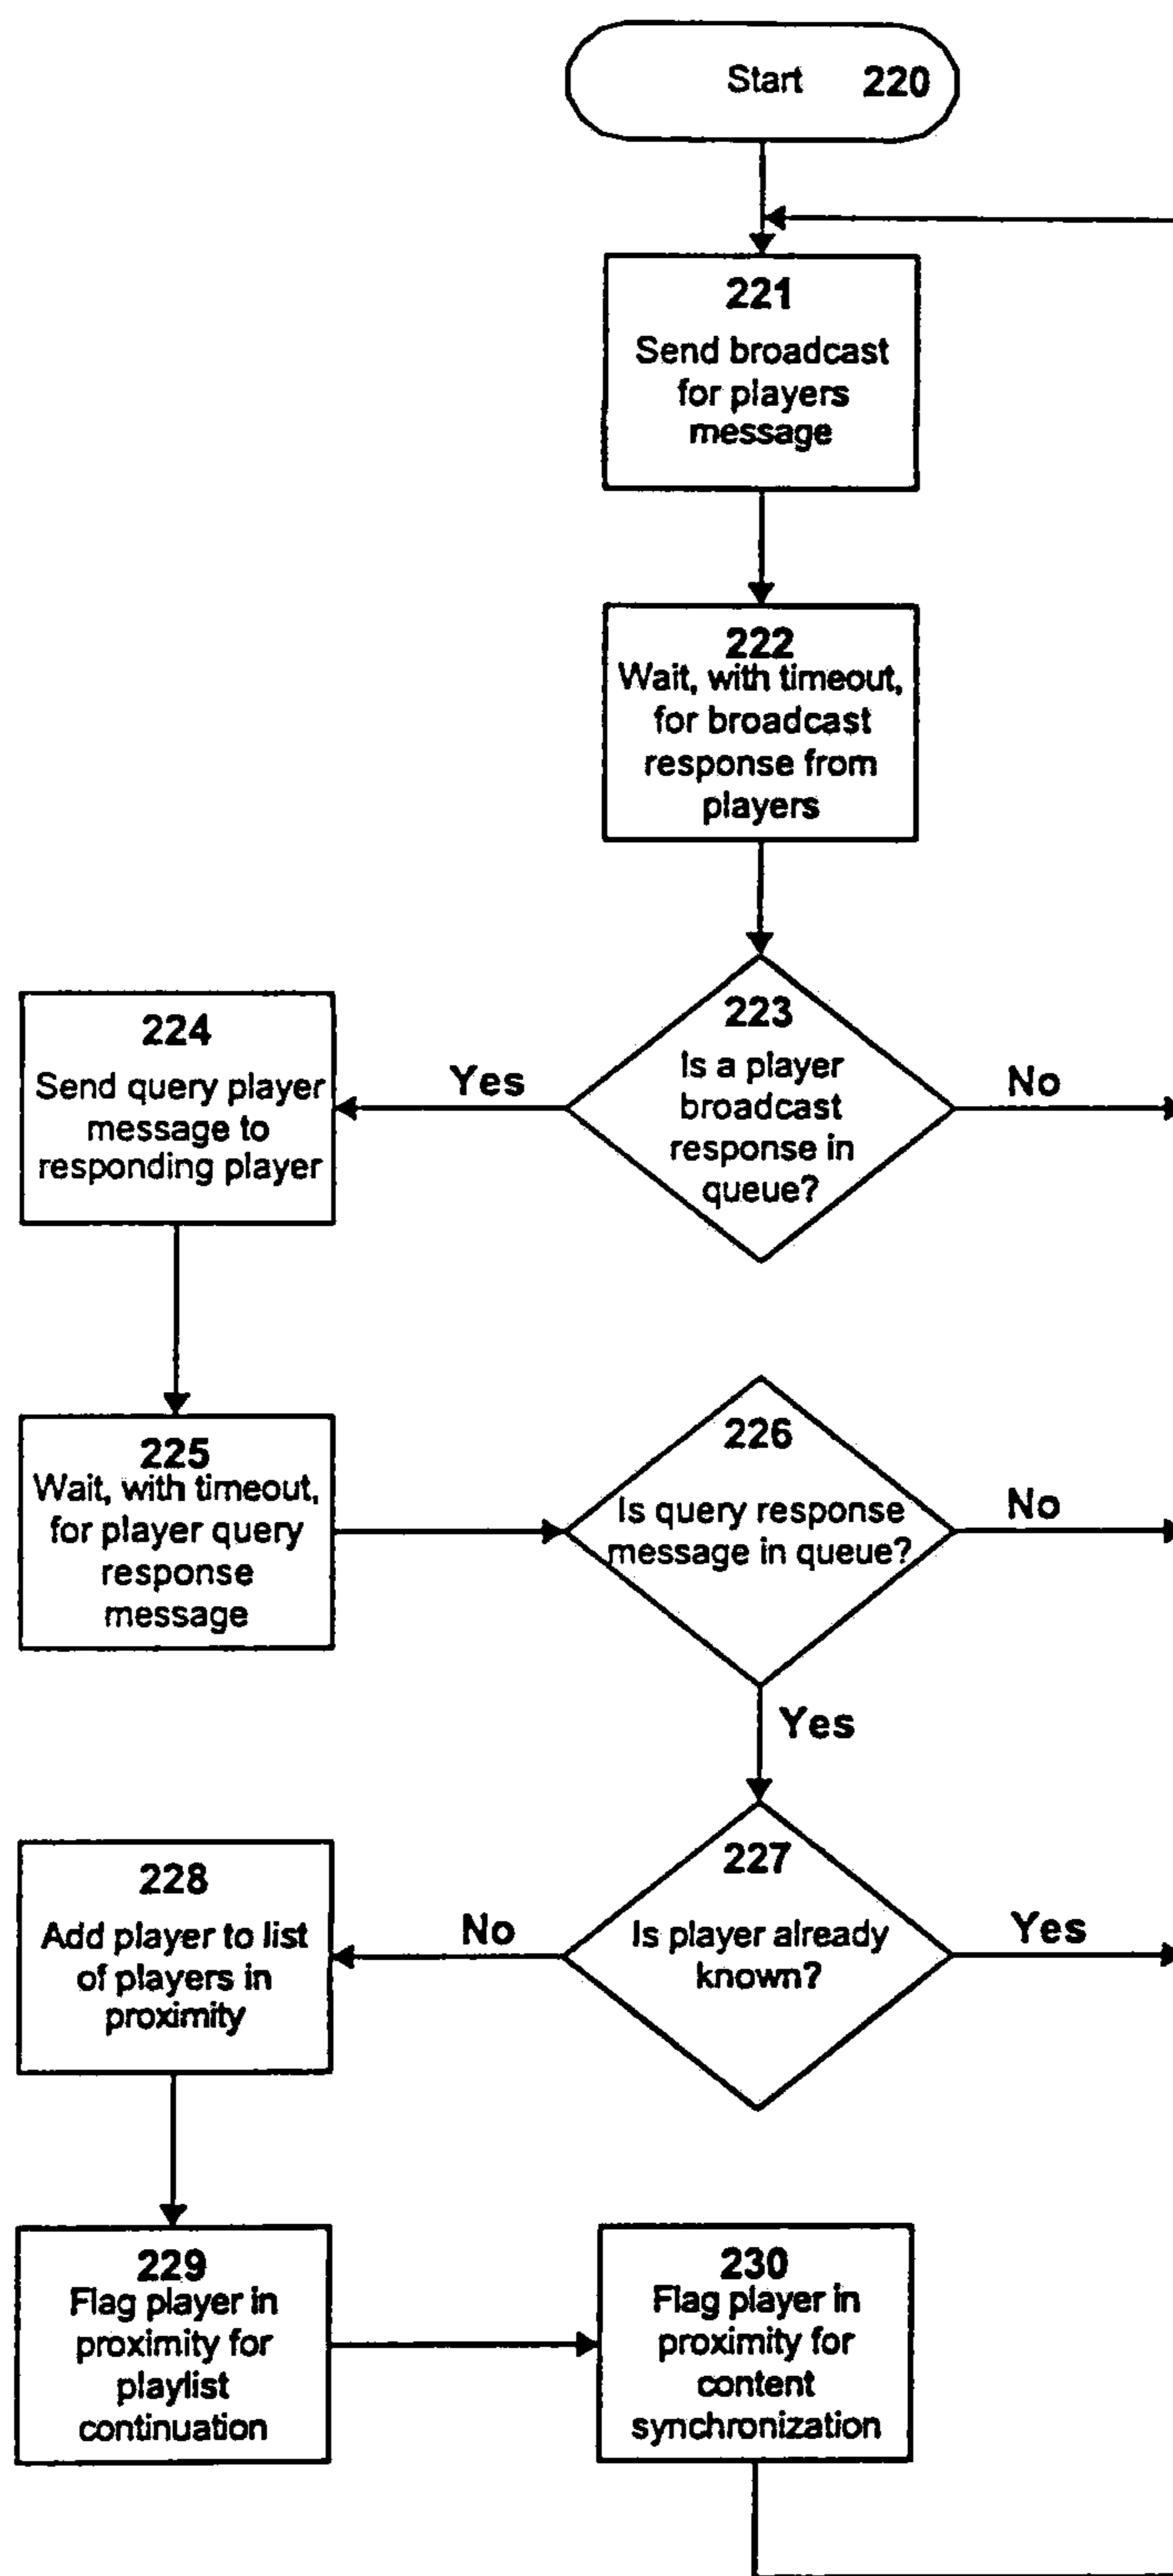 Start 220
221
Send broadcast
for players
message
222
Wait, with timeout,
for broadcast
response from
players
223
Is a player
broadcast
response in
queue?
Yes
No
224
Send query player
message to
responding player
225
Wait, with timeout,
for player query
response
message
226
Is query response
message in queue?
No
Yes
227
Is player already
known?
No
Yes
228
Add player to list
of players in
proximity
229
Flag player in
proximity for
playlist
continuation
230
Flag player in
proximity for
content
synchronization